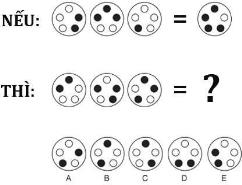 NẾU: =
THÌ: = ?
A B C D E